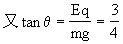 又 tan θ = Eq/mg = 3/4